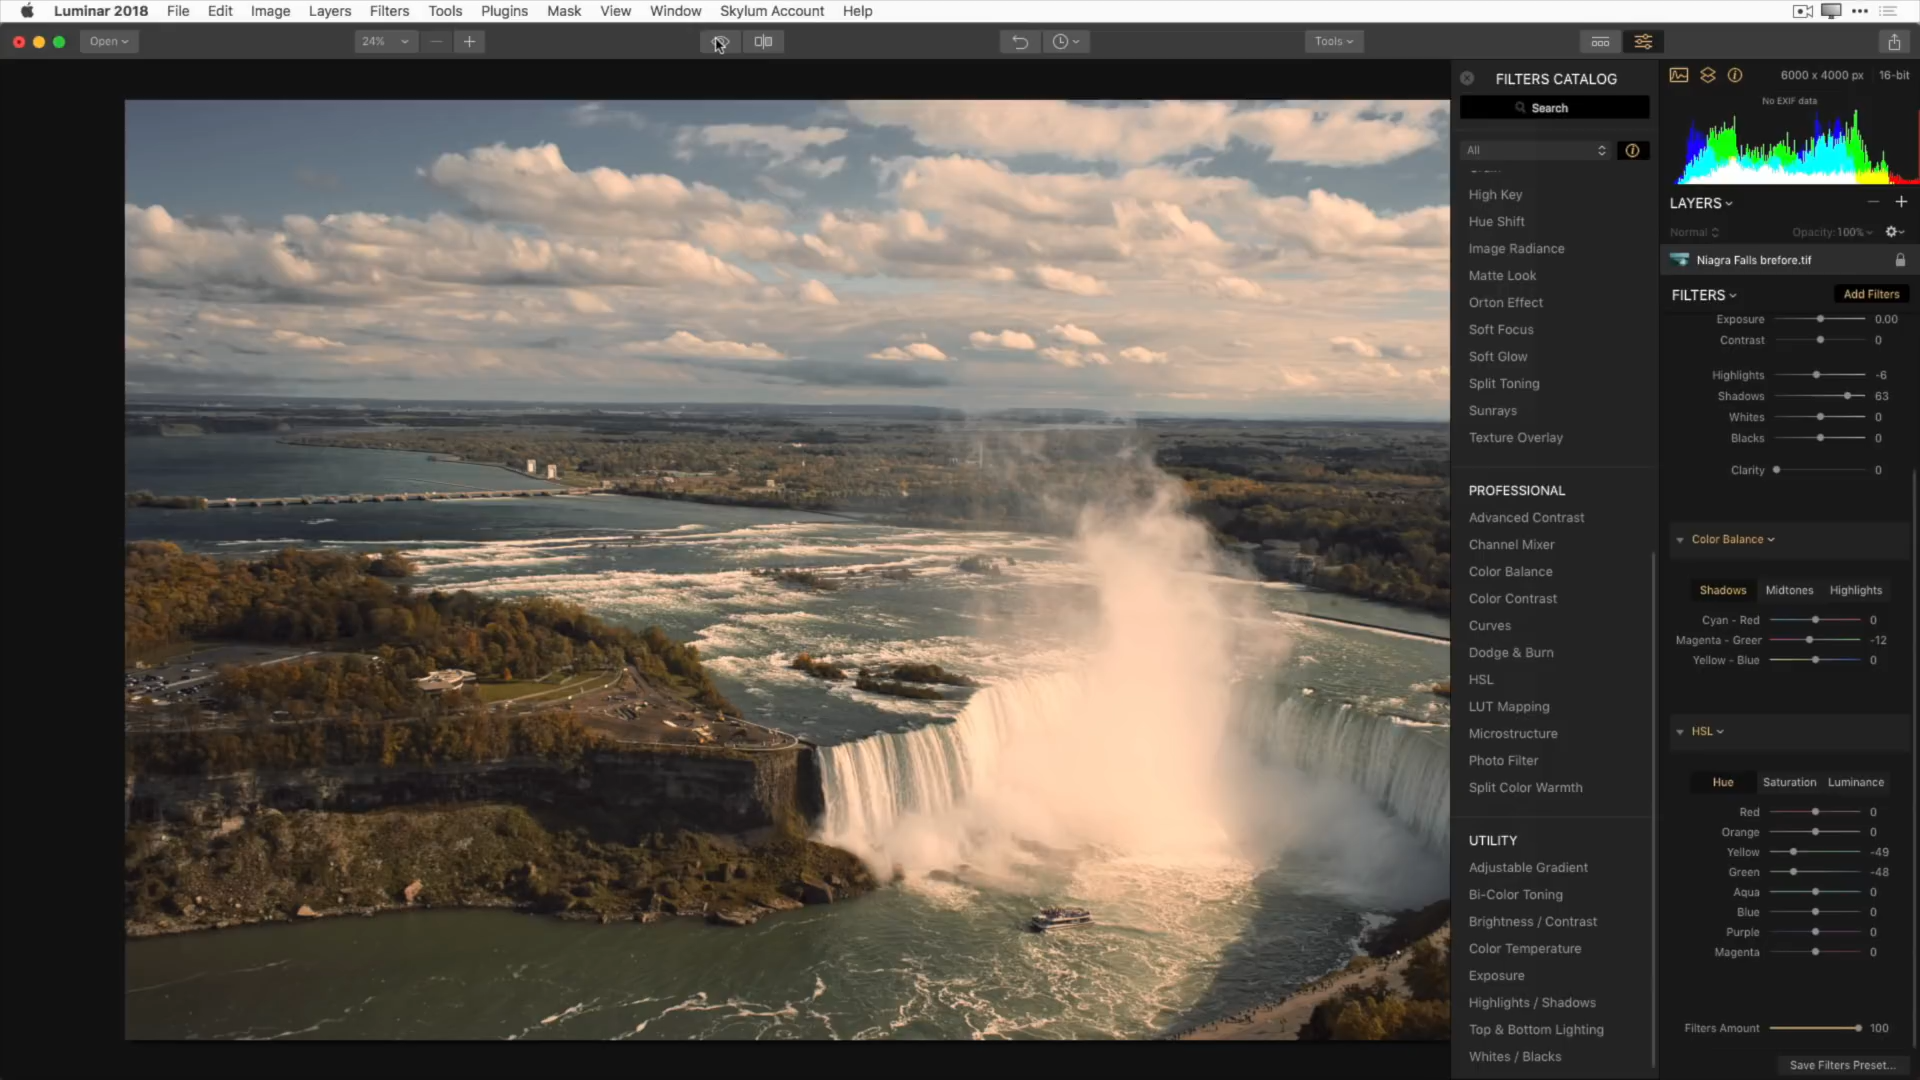 Luminar 2018 File Edit Image Layers Filters Tools Plugins Mask View Window Skylum Account Help
Open 24% Tools
FILTERS CATALOG
Search
All
High Key
Hue Shift
Image Radiance
Matte Look
Orton Effect
Soft Focus
Soft Glow
Split Toning
Sunrays
Texture Overlay
PROFESSIONAL
Advanced Contrast
Channel Mixer
Color Balance
Color Contrast
Curves
Dodge & Burn
HSL
LUT Mapping
Microstructure
Photo Filter
Split Color Warmth
UTILITY
Adjustable Gradient
Bi-Color Toning
Brightness / Contrast
Color Temperature
Exposure
Highlights / Shadows
Top & Bottom Lighting
Whites / Blacks
6000 x 4000 px 16-bit
No EXIF data
LAYERS
Normal Opacity: 100%
Niagra Falls brefore.tif
FILTERS Add Filters
Exposure 0.00
Contrast 0
Highlights -6
Shadows 63
Whites 0
Blacks 0
Clarity 0
Color Balance
Shadows Midtones Highlights
Cyan - Red 0
Magenta - Green -12
Yellow - Blue 0
HSL
Hue Saturation Luminance
Red 0
Orange 0
Yellow -49
Green -48
Aqua 0
Blue 0
Purple 0
Magenta 0
Filters Amount 100
Save Filters Preset...